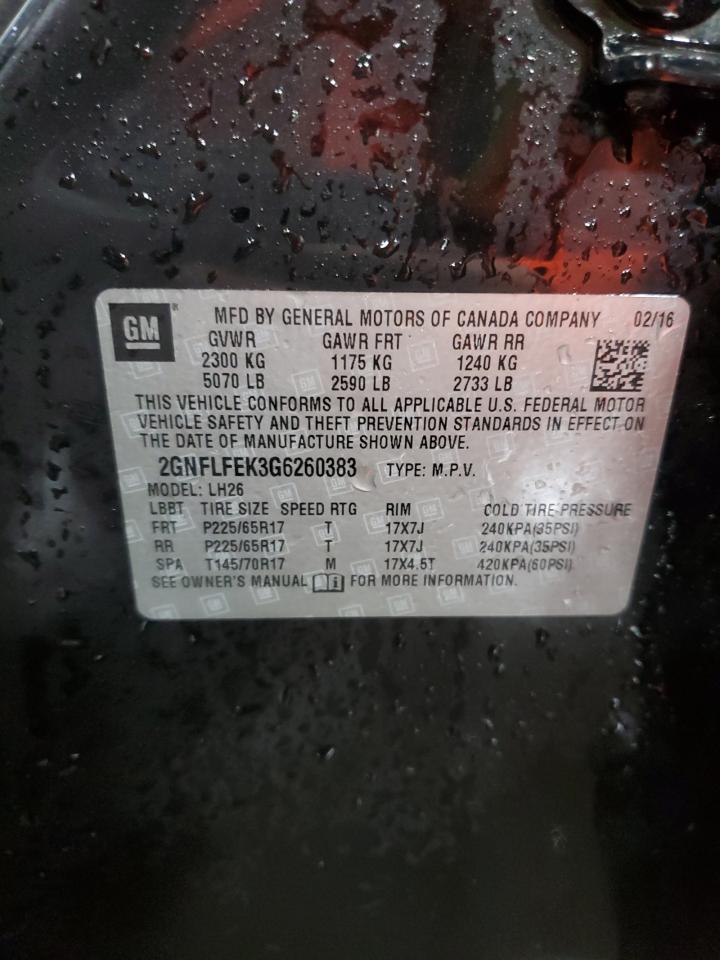 GM ® MFD BY GENERAL MOTORS OF CANADA COMPANY 02/16
GVWR GAWR FRT GAWR RR
2300 KG 1175 KG 1240 KG
5070 LB 2590 LB 2733 LB
THIS VEHICLE CONFORMS TO ALL APPLICABLE U.S. FEDERAL MOTOR
VEHICLE SAFETY AND THEFT PREVENTION STANDARDS IN EFFECT ON
THE DATE OF MANUFACTURE SHOWN ABOVE.
2GNFLFEK3G6260383 TYPE: M.P.V.
MODEL: LH26
LBBT TIRE SIZE SPEED RTG RIM COLD TIRE PRESSURE
FRT P225/65R17 T 17X7J 240KPA(35PSI)
RR P225/65R17 T 17X7J 240KPA(35PSI)
SPA T145/70R17 M 17X4.5T 420KPA(60PSI)
SEE OWNER'S MANUAL FOR MORE INFORMATION.